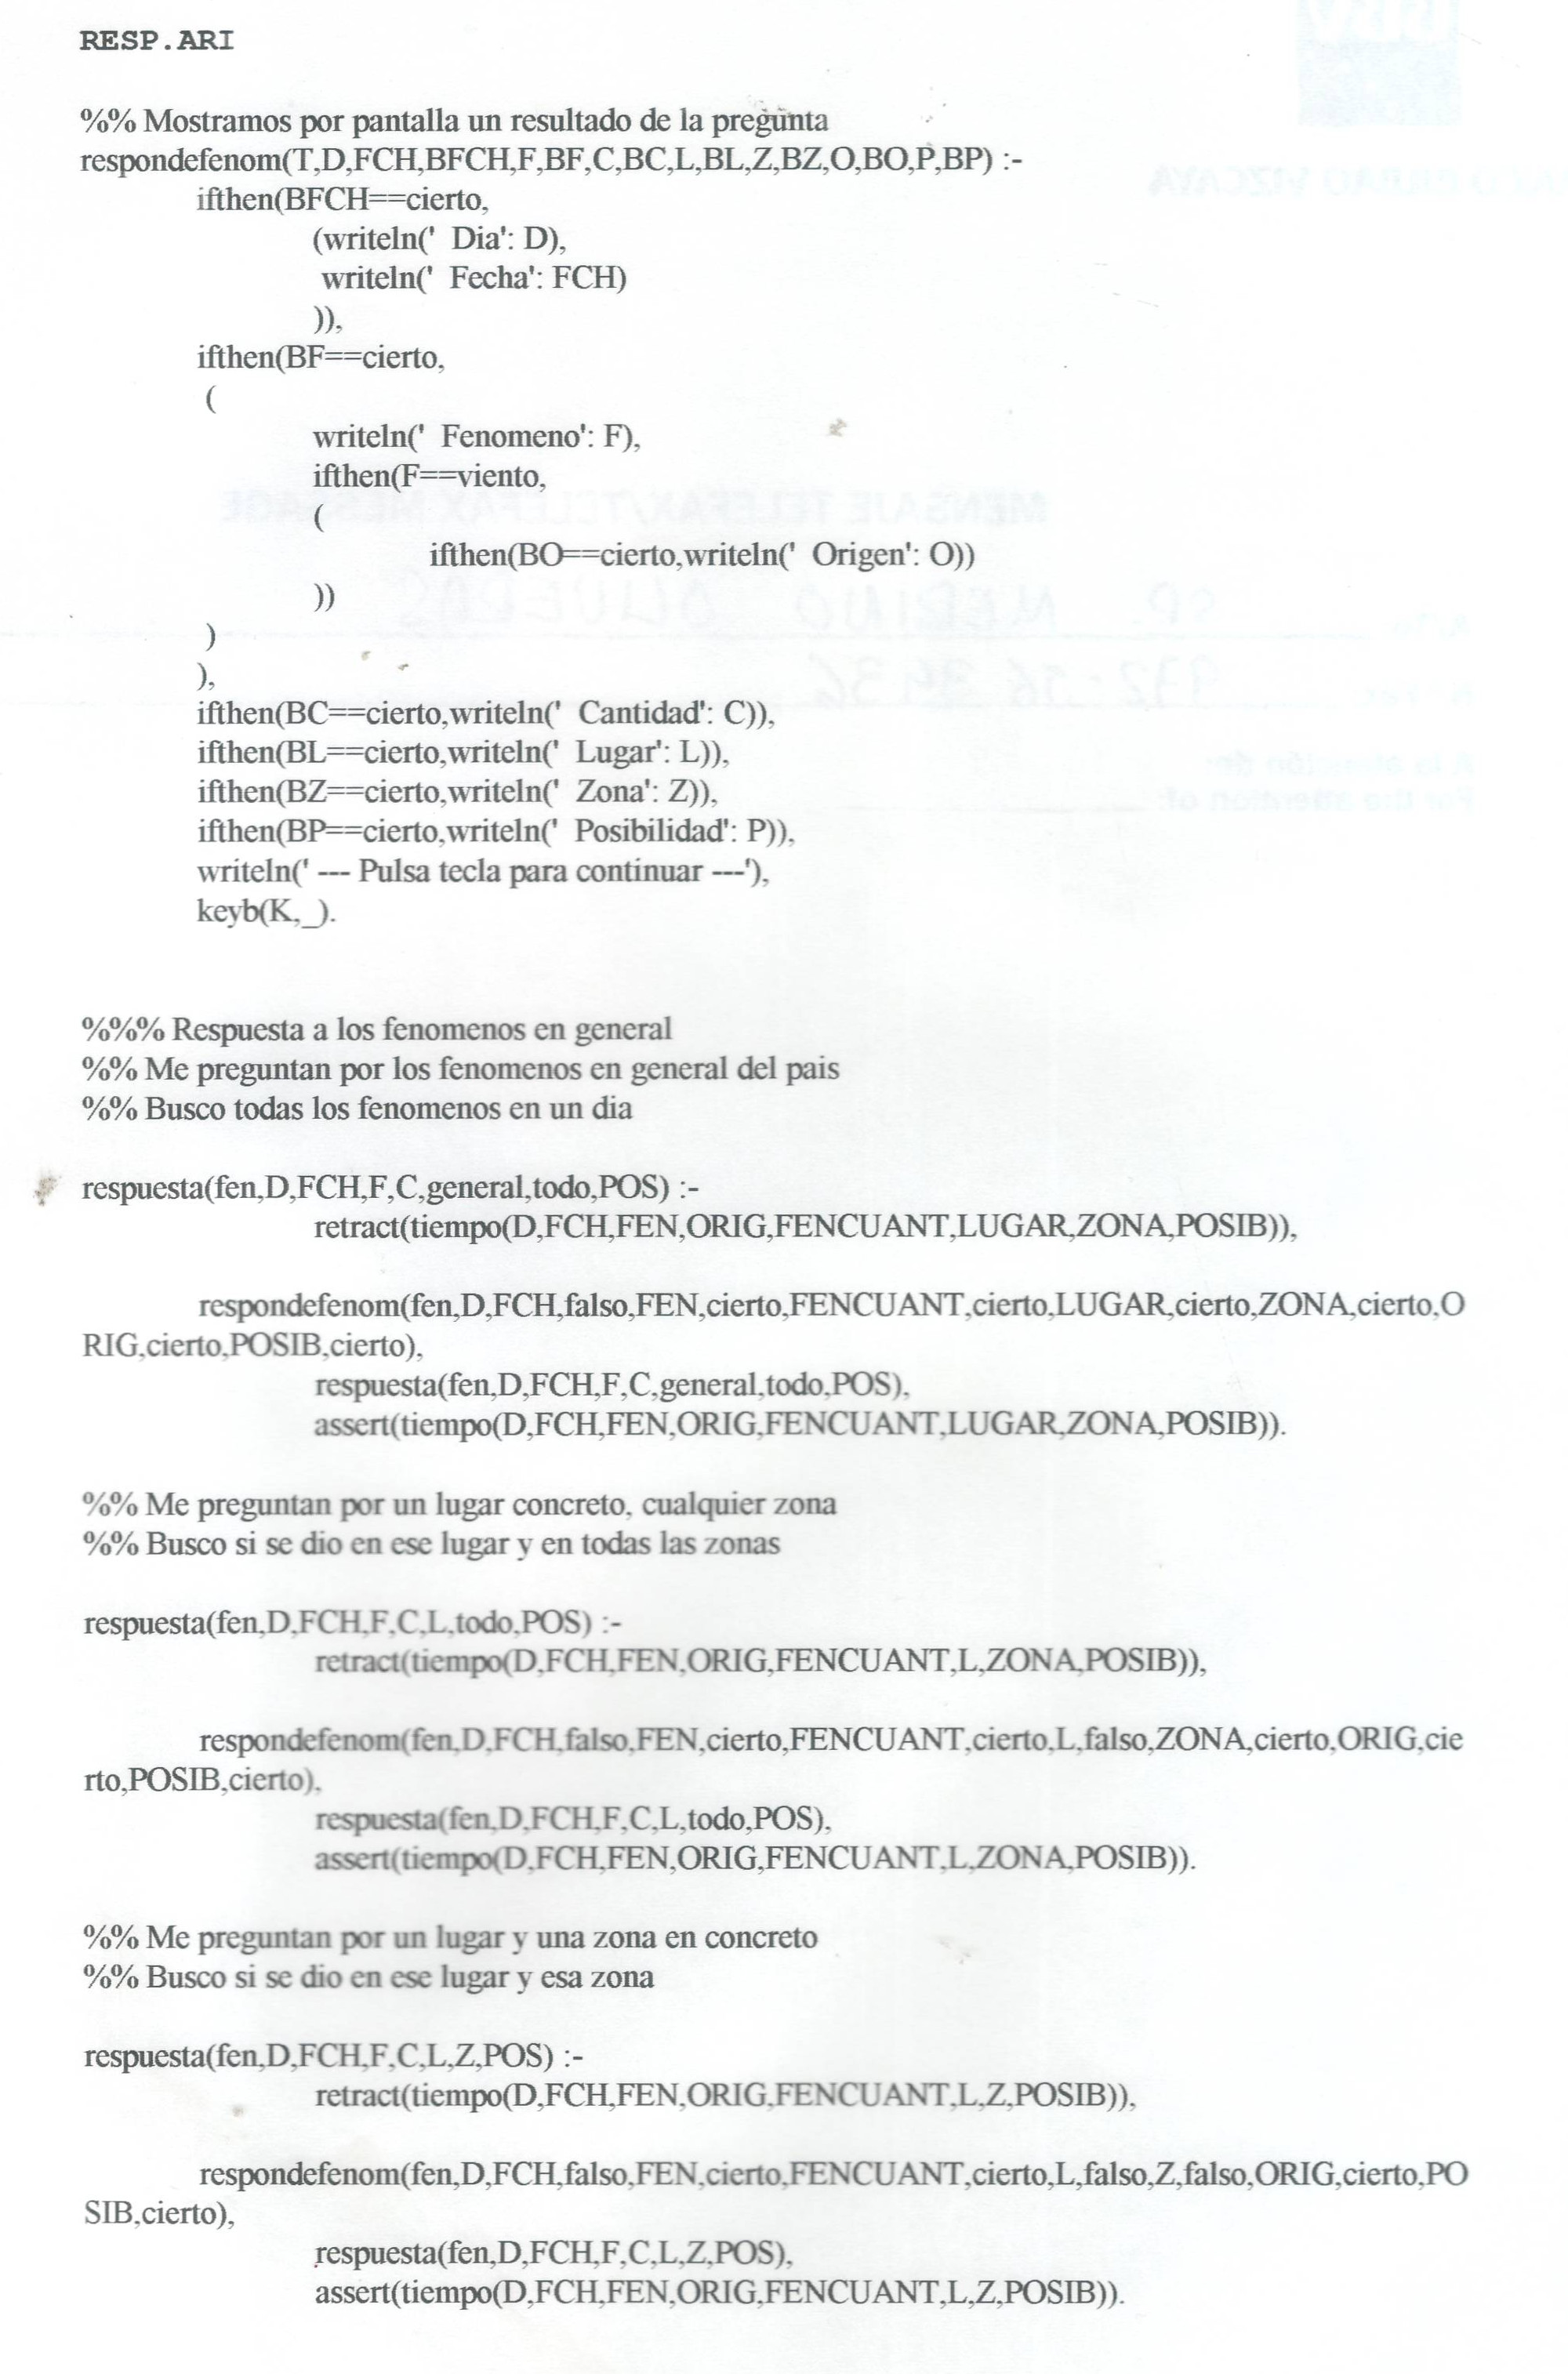 RESP.ARI
%% Mostramos por pantalla un resultado de la pregunta
respondefenom(T,D,FCH,BFCH,F,BF,C,BC,L,BL,Z,BZ,O,BO,P,BP) :-
ifthen(BFCH==cierto,
(writeln(' Dia': D),
writeln(' Fecha': FCH)
)),
ifthen(BF==cierto,
(
writeln(' Fenomeno': F),
ifthen(F==viento,
(
ifthen(BO==cierto,writeln(' Origen': O))
))
)
),
ifthen(BC==cierto,writeln(' Cantidad': C)),
ifthen(BL==cierto,writeln(' Lugar': L)),
ifthen(BZ==cierto,writeln(' Zona': Z)),
ifthen(BP==cierto,writeln(' Posibilidad': P)),
writeln(' --- Pulsa tecla para continuar ---'),
keyb(K,_).
%%% Respuesta a los fenomenos en general
%% Me preguntan por los fenomenos en general del pais
%% Busco todas los fenomenos en un dia
respuesta(fen,D,FCH,F,C,general,todo,POS) :-
retract(tiempo(D,FCH,FEN,ORIG,FENCUANT,LUGAR,ZONA,POSIB)),
respondefenom(fen,D,FCH,falso,FEN,cierto,FENCUANT,cierto,LUGAR,cierto,ZONA,cierto,O
RIG,cierto,POSIB,cierto),
respuesta(fen,D,FCH,F,C,general,todo,POS),
assert(tiempo(D,FCH,FEN,ORIG,FENCUANT,LUGAR,ZONA,POSIB)).
%% Me preguntan por un lugar concreto, cualquier zona
%% Busco si se dio en ese lugar y en todas las zonas
respuesta(fen,D,FCH,F,C,L,todo,POS) :-
retract(tiempo(D,FCH,FEN,ORIG,FENCUANT,L,ZONA,POSIB)),
respondefenom(fen,D,FCH,falso,FEN,cierto,FENCUANT,cierto,L,falso,ZONA,cierto,ORIG,cie
rto,POSIB,cierto),
respuesta(fen,D,FCH,F,C,L,todo,POS),
assert(tiempo(D,FCH,FEN,ORIG,FENCUANT,L,ZONA,POSIB)).
%% Me preguntan por un lugar y una zona en concreto
%% Busco si se dio en ese lugar y esa zona
respuesta(fen,D,FCH,F,C,L,Z,POS) :-
retract(tiempo(D,FCH,FEN,ORIG,FENCUANT,L,Z,POSIB)),
respondefenom(fen,D,FCH,falso,FEN,cierto,FENCUANT,cierto,L,falso,Z,falso,ORIG,cierto,PO
SIB,cierto),
respuesta(fen,D,FCH,F,C,L,Z,POS),
assert(tiempo(D,FCH,FEN,ORIG,FENCUANT,L,Z,POSIB)).